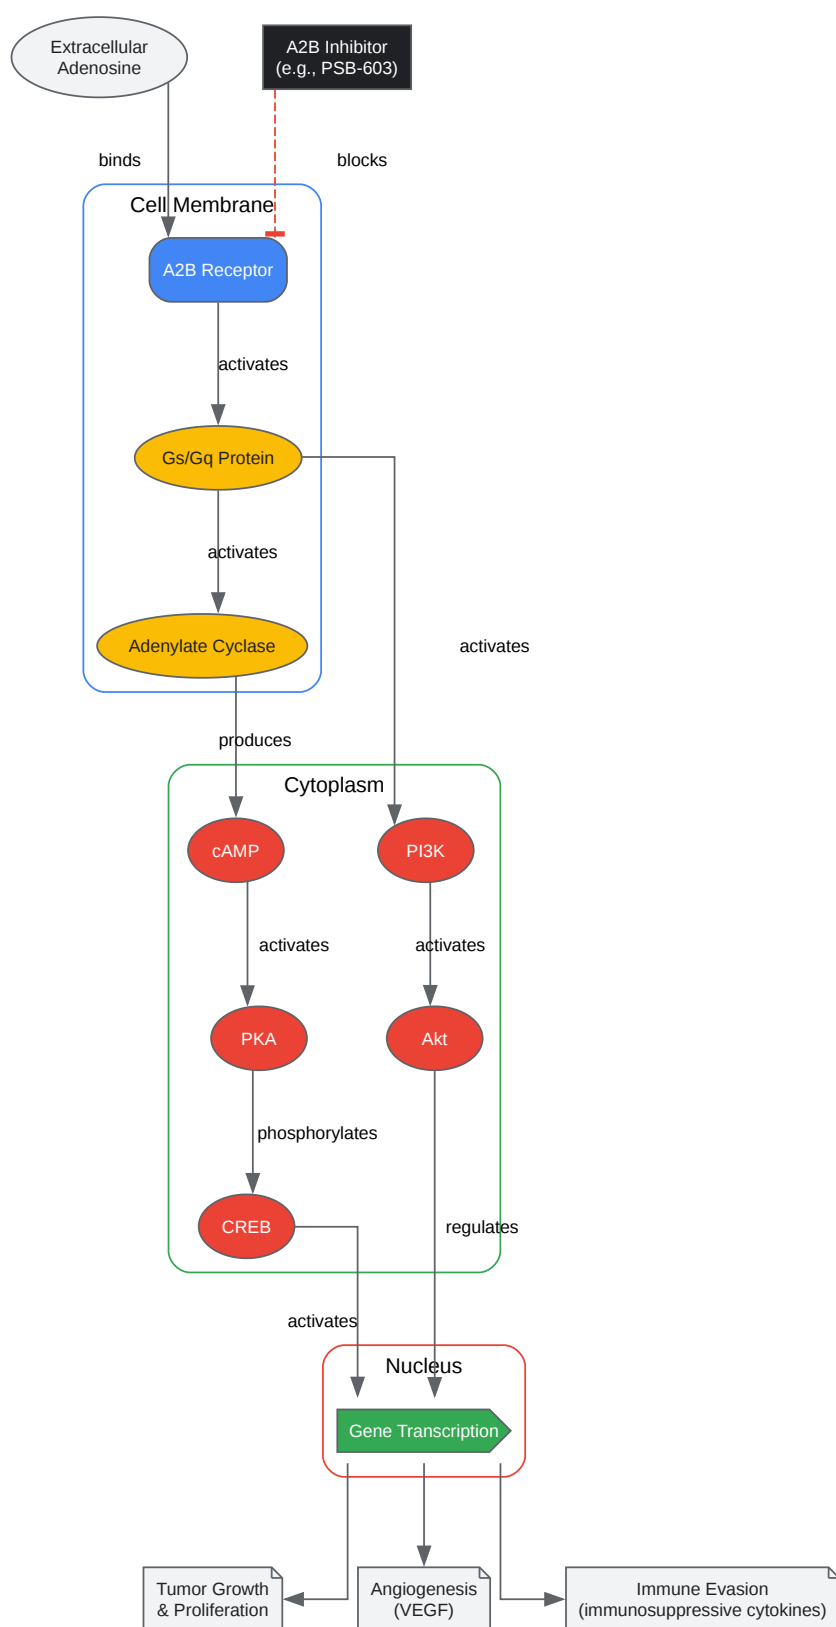 Extracellular
Adenosine
A2B Inhibitor
(e.g., PSB-603)
binds
blocks
Cell Membrane
A2B Receptor
activates
Gs/Gq Protein
activates
Adenylate Cyclase
activates
produces
Cytoplasm
cAMP
PI3K
activates
activates
PKA
Akt
phosphorylates
CREB
regulates
activates
Nucleus
Gene Transcription
Tumor Growth
& Proliferation
Angiogenesis
(VEGF)
Immune Evasion
(immunosuppressive cytokines)